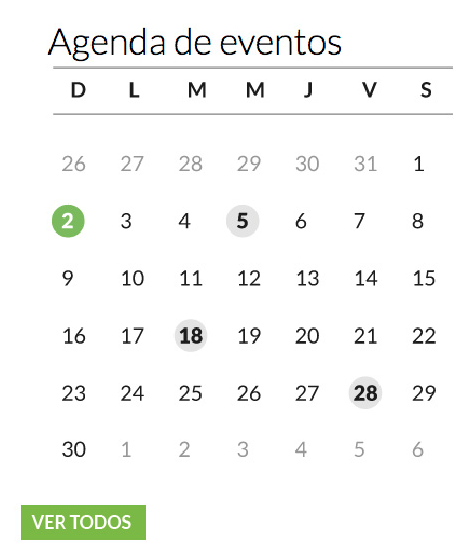 Agenda de eventos
D L M M J V S
26 27 28 29 30 31 1
2 3 4 5 6 7 8
9 10 11 12 13 14 15
16 17 18 19 20 21 22
23 24 25 26 27 28 29
30 1 2 3 4 5 6
VER TODOS